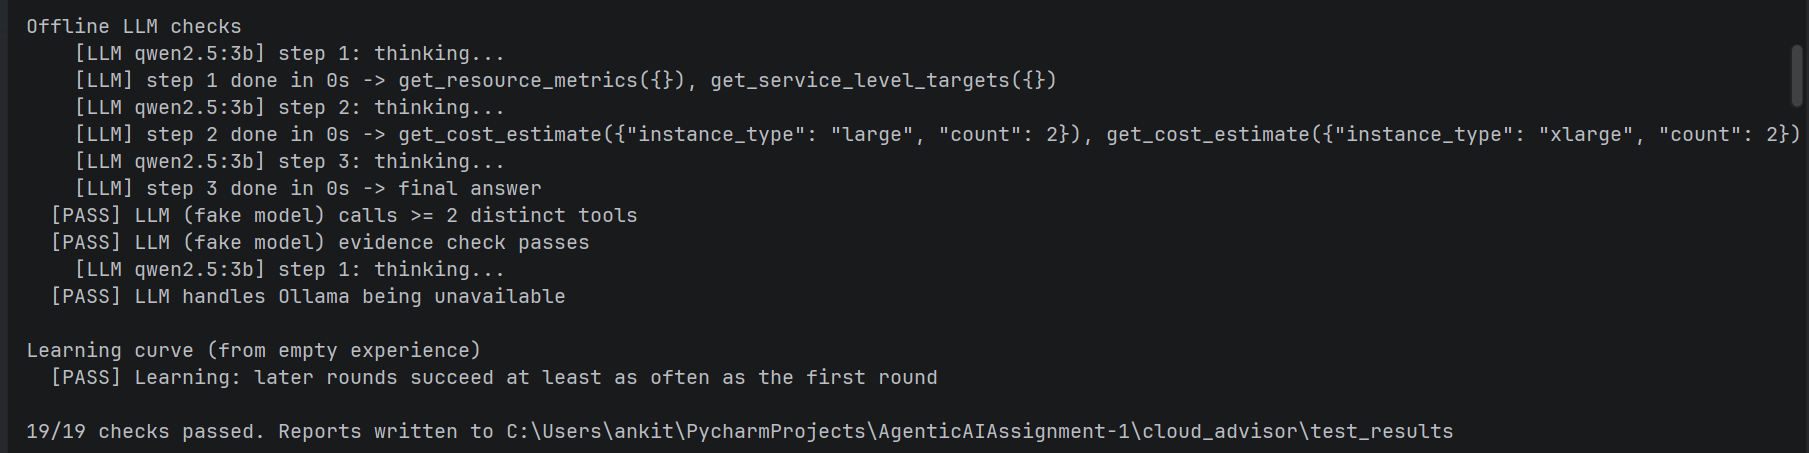 Offline LLM checks
[LLM qwen2.5:3b] step 1: thinking...
[LLM] step 1 done in 0s -> get_resource_metrics({}), get_service_level_targets({})
[LLM qwen2.5:3b] step 2: thinking...
[LLM] step 2 done in 0s -> get_cost_estimate({"instance_type": "large", "count": 2}), get_cost_estimate({"instance_type": "xlarge", "count": 2})
[LLM qwen2.5:3b] step 3: thinking...
[LLM] step 3 done in 0s -> final answer
[PASS] LLM (fake model) calls >= 2 distinct tools
[PASS] LLM (fake model) evidence check passes
[LLM qwen2.5:3b] step 1: thinking...
[PASS] LLM handles Ollama being unavailable
Learning curve (from empty experience)
[PASS] Learning: later rounds succeed at least as often as the first round
19/19 checks passed. Reports written to C:\Users\ankit\PycharmProjects\AgenticAIAssignment-1\cloud_advisor\test_results